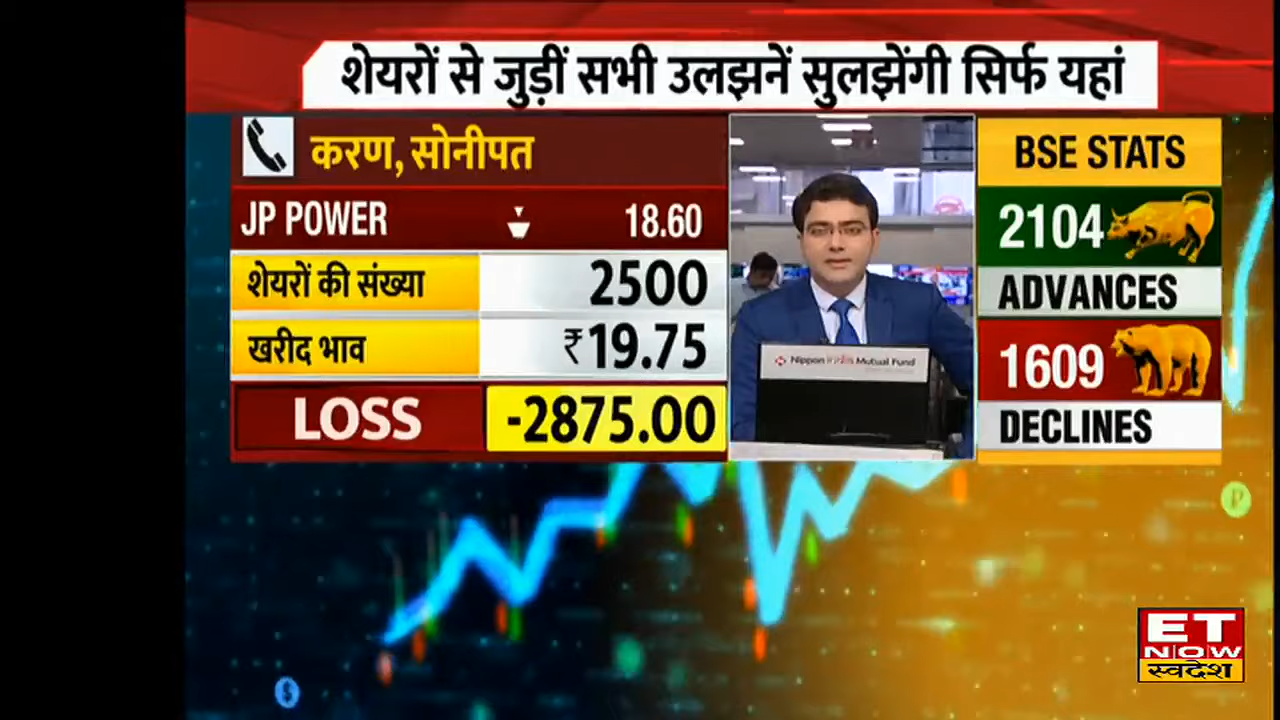 शेयरों से जुड़ीं सभी उलझनें सुलझेंगी सिर्फ यहां
करण, सोनीपत
JP POWER 18.60
शेयरों की संख्या 2500
खरीद भाव ₹19.75
LOSS -2875.00
Nippon India Mutual Fund
BSE STATS
2104
ADVANCES
1609
DECLINES
ET
NOW
स्वदेश